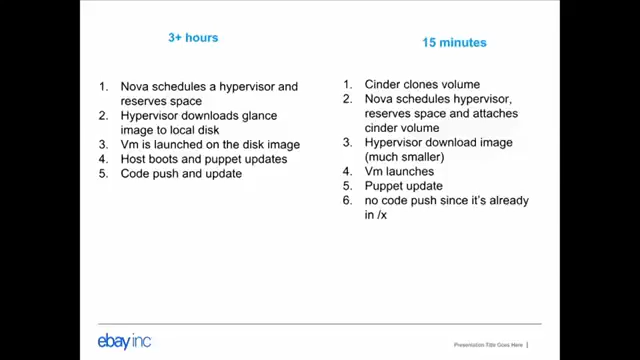 3+ hours
1. Nova schedules a hypervisor and
reserves space
2. Hypervisor downloads glance
image to local disk
3. Vm is launched on the disk image
4. Host boots and puppet updates
5. Code push and update
15 minutes
1. Cinder clones volume
2. Nova schedules hypervisor,
reserves space and attaches
cinder volume
3. Hypervisor download image
(much smaller)
4. Vm launches
5. Puppet update
6. no code push since it's already
in /x
ebay inc
Presentation Title Goes Here |